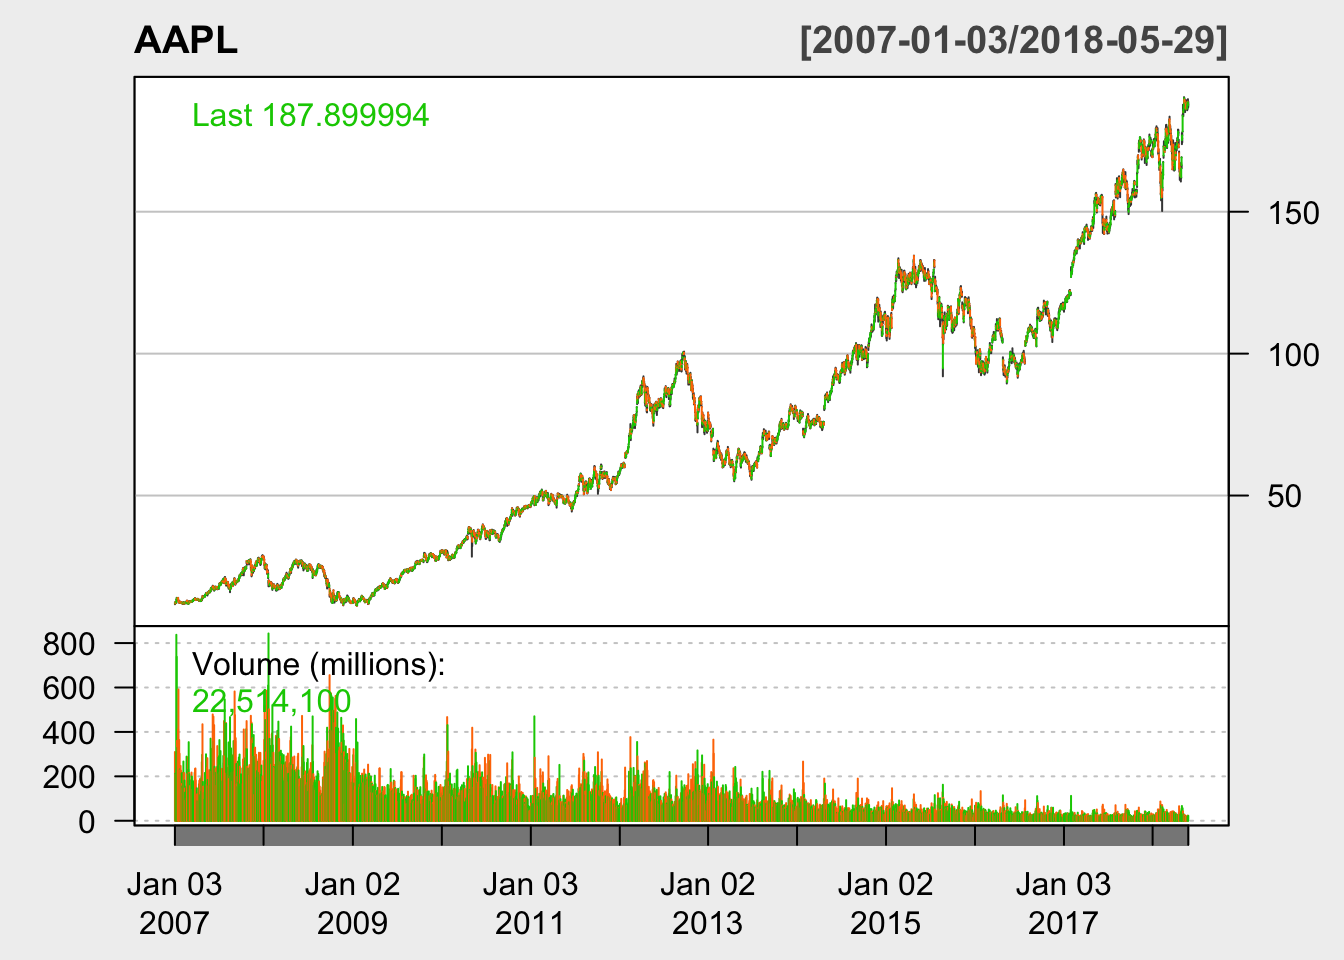 AAPL
[2007-01-03/2018-05-29]
Last 187.899994
150
100
50
800
600
400
200
0
Volume (millions):
22,514,100
Jan 03 2007
Jan 02 2009
Jan 03 2011
Jan 02 2013
Jan 02 2015
Jan 03 2017